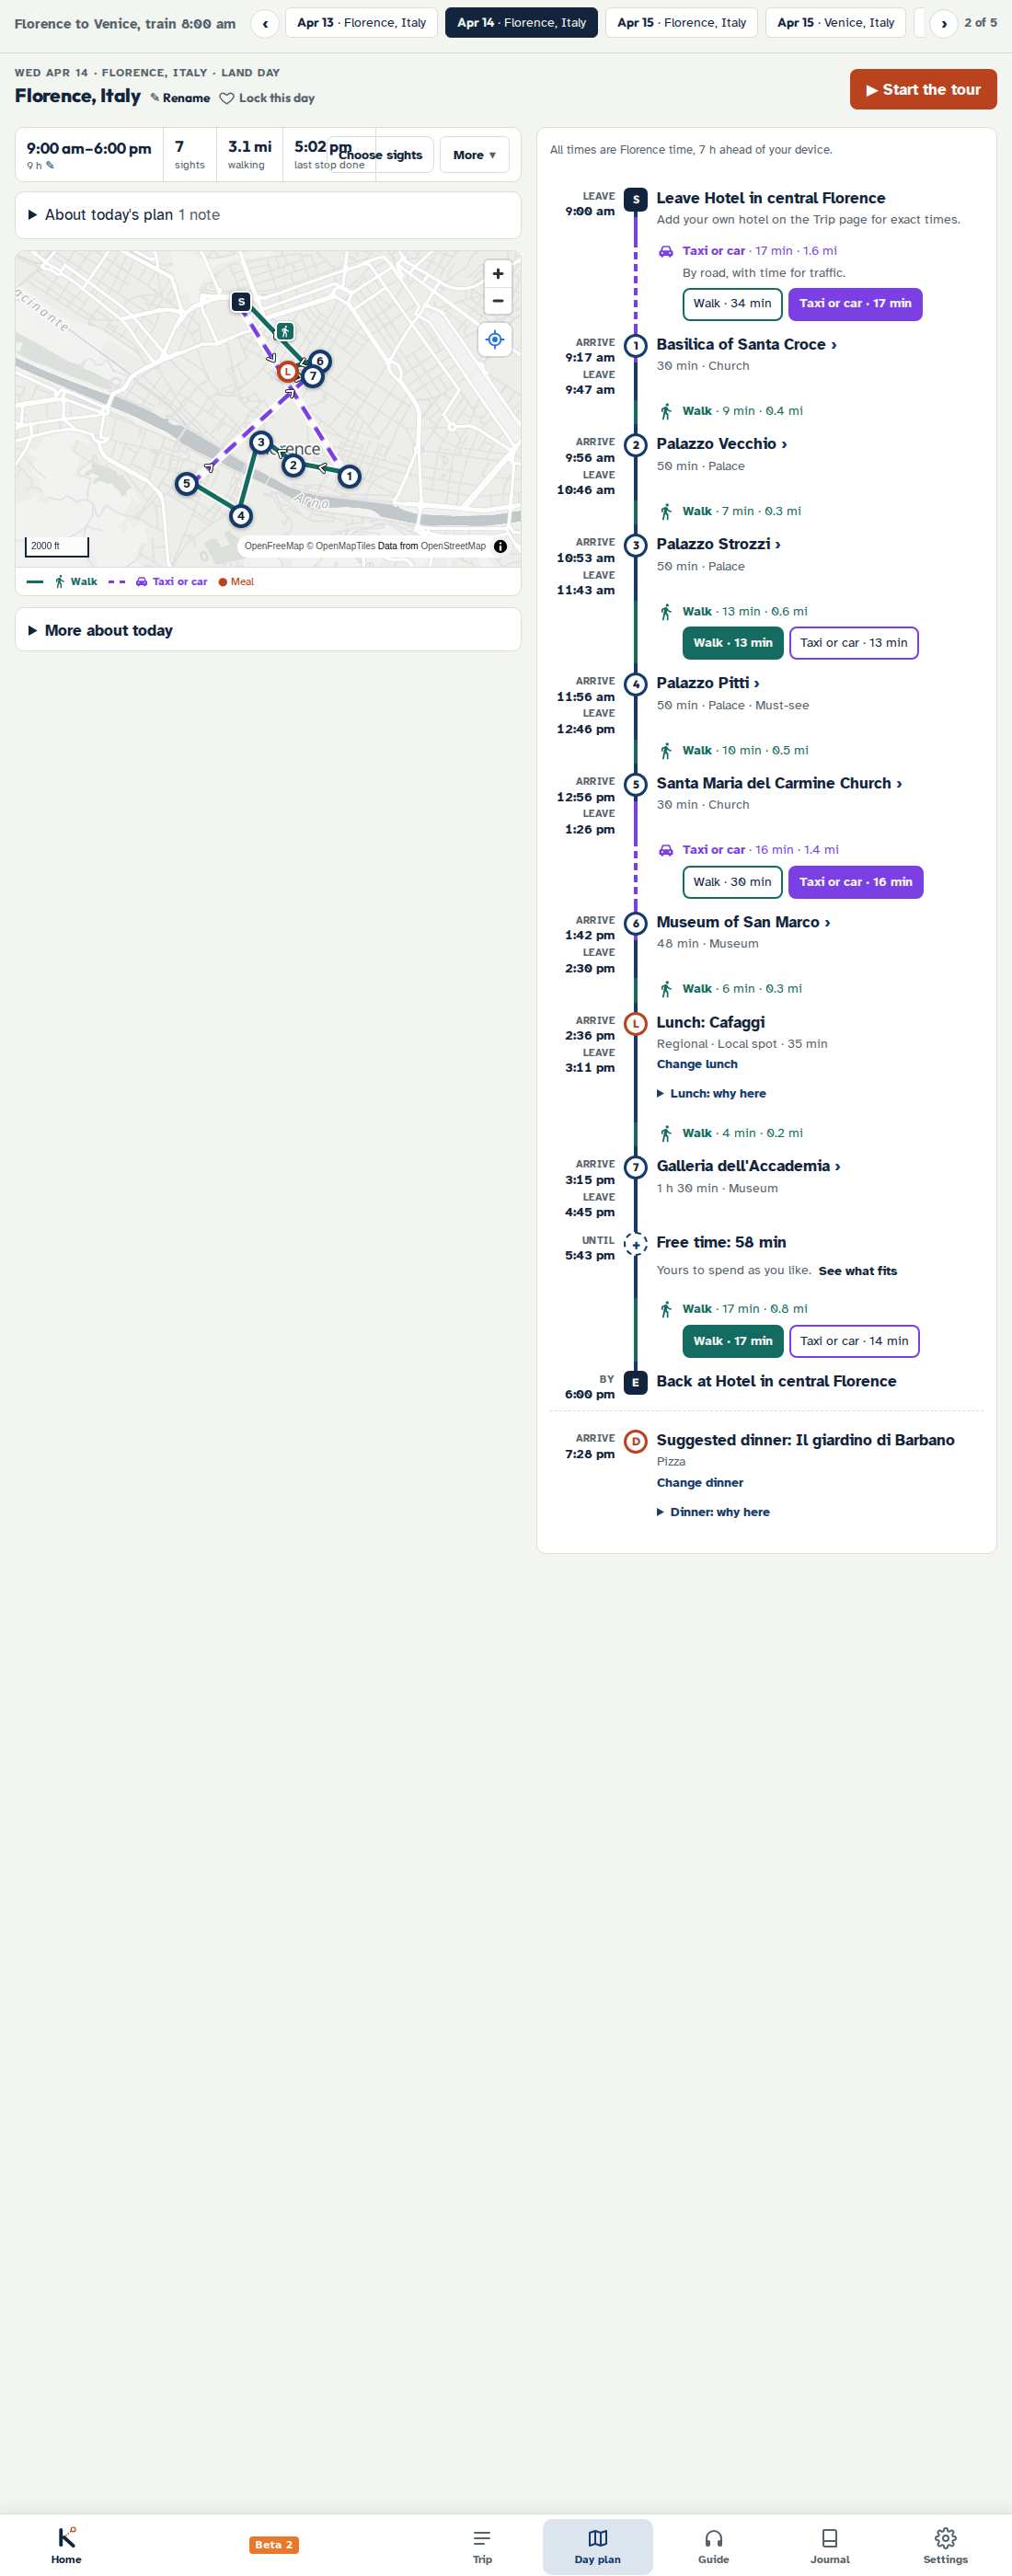 Florence to Venice, train 8:00 am
‹
Apr 13 · Florence, Italy
Apr 14 · Florence, Italy
Apr 15 · Florence, Italy
Apr 15 · Venice, Italy
›
2 of 5
WED APR 14 · FLORENCE, ITALY · LAND DAY
Florence, Italy ✎ Rename ♡ Lock this day
▶ Start the tour
9:00 am–6:00 pm
9 h ✎
7
sights
3.1 mi
walking
5:02 pm
last stop done
Choose sights
More ▾
▶ About today's plan 1 note
acinonte
S
L
6
7
3
2
1
5
4
Arno
+
−
2000 ft
OpenFreeMap © OpenMapTiles Data from OpenStreetMap
Walk
Taxi or car
Meal
▶ More about today
All times are Florence time, 7 h ahead of your device.
LEAVE
9:00 am
S
Leave Hotel in central Florence
Add your own hotel on the Trip page for exact times.
Taxi or car · 17 min · 1.6 mi
By road, with time for traffic.
Walk · 34 min
Taxi or car · 17 min
ARRIVE
9:17 am
LEAVE
9:47 am
1
Basilica of Santa Croce ›
30 min · Church
Walk · 9 min · 0.4 mi
ARRIVE
9:56 am
LEAVE
10:46 am
2
Palazzo Vecchio ›
50 min · Palace
Walk · 7 min · 0.3 mi
ARRIVE
10:53 am
LEAVE
11:43 am
3
Palazzo Strozzi ›
50 min · Palace
Walk · 13 min · 0.6 mi
Walk · 13 min
Taxi or car · 13 min
ARRIVE
11:56 am
LEAVE
12:46 pm
4
Palazzo Pitti ›
50 min · Palace · Must-see
Walk · 10 min · 0.5 mi
ARRIVE
12:56 pm
LEAVE
1:26 pm
5
Santa Maria del Carmine Church ›
30 min · Church
Taxi or car · 16 min · 1.4 mi
Walk · 30 min
Taxi or car · 16 min
ARRIVE
1:42 pm
LEAVE
2:30 pm
6
Museum of San Marco ›
48 min · Museum
Walk · 6 min · 0.3 mi
ARRIVE
2:36 pm
LEAVE
3:11 pm
L
Lunch: Cafaggi
Regional · Local spot · 35 min
Change lunch
▶ Lunch: why here
Walk · 4 min · 0.2 mi
ARRIVE
3:15 pm
LEAVE
4:45 pm
7
Galleria dell'Accademia ›
1 h 30 min · Museum
UNTIL
5:43 pm
+
Free time: 58 min
Yours to spend as you like. See what fits
Walk · 17 min · 0.8 mi
Walk · 17 min
Taxi or car · 14 min
BY
6:00 pm
E
Back at Hotel in central Florence
ARRIVE
7:28 pm
D
Suggested dinner: Il giardino di Barbano
Pizza
Change dinner
▶ Dinner: why here
Home
Beta 2
Trip
Day plan
Guide
Journal
Settings